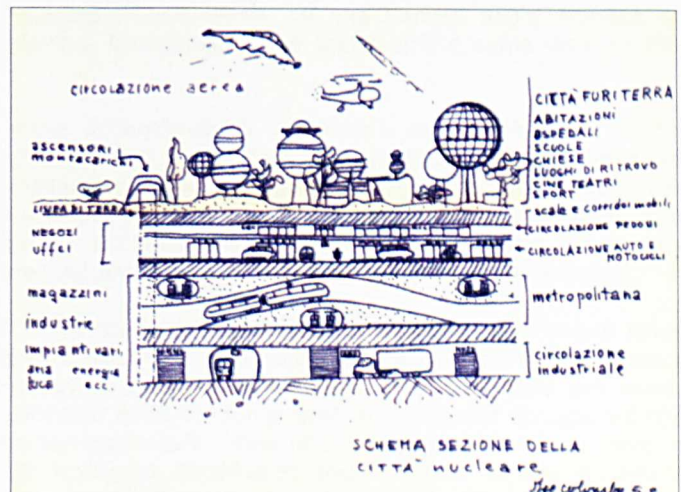 circolazione aerea
CITTÀ FURI TERRA
ABITAZIONI
OSPEDALI
SCUOLE
CHIESE
LUOGHI DI RITROVO
CINE TEATRI
SPORT
ascensori
montacarichi
LINEA DI TERRA
scale e corridoi mobili
CIRCOLAZIONE PEDONI
CIRCOLAZIONE AUTO E
MOTOCICLI
NEGOZI
UFFICI
magazzini
metropolitana
industrie
impianti vari
aria energia
LUCE ecc.
circolazione
industriale
SCHEMA SEZIONE DELLA
CITTÀ nucleare